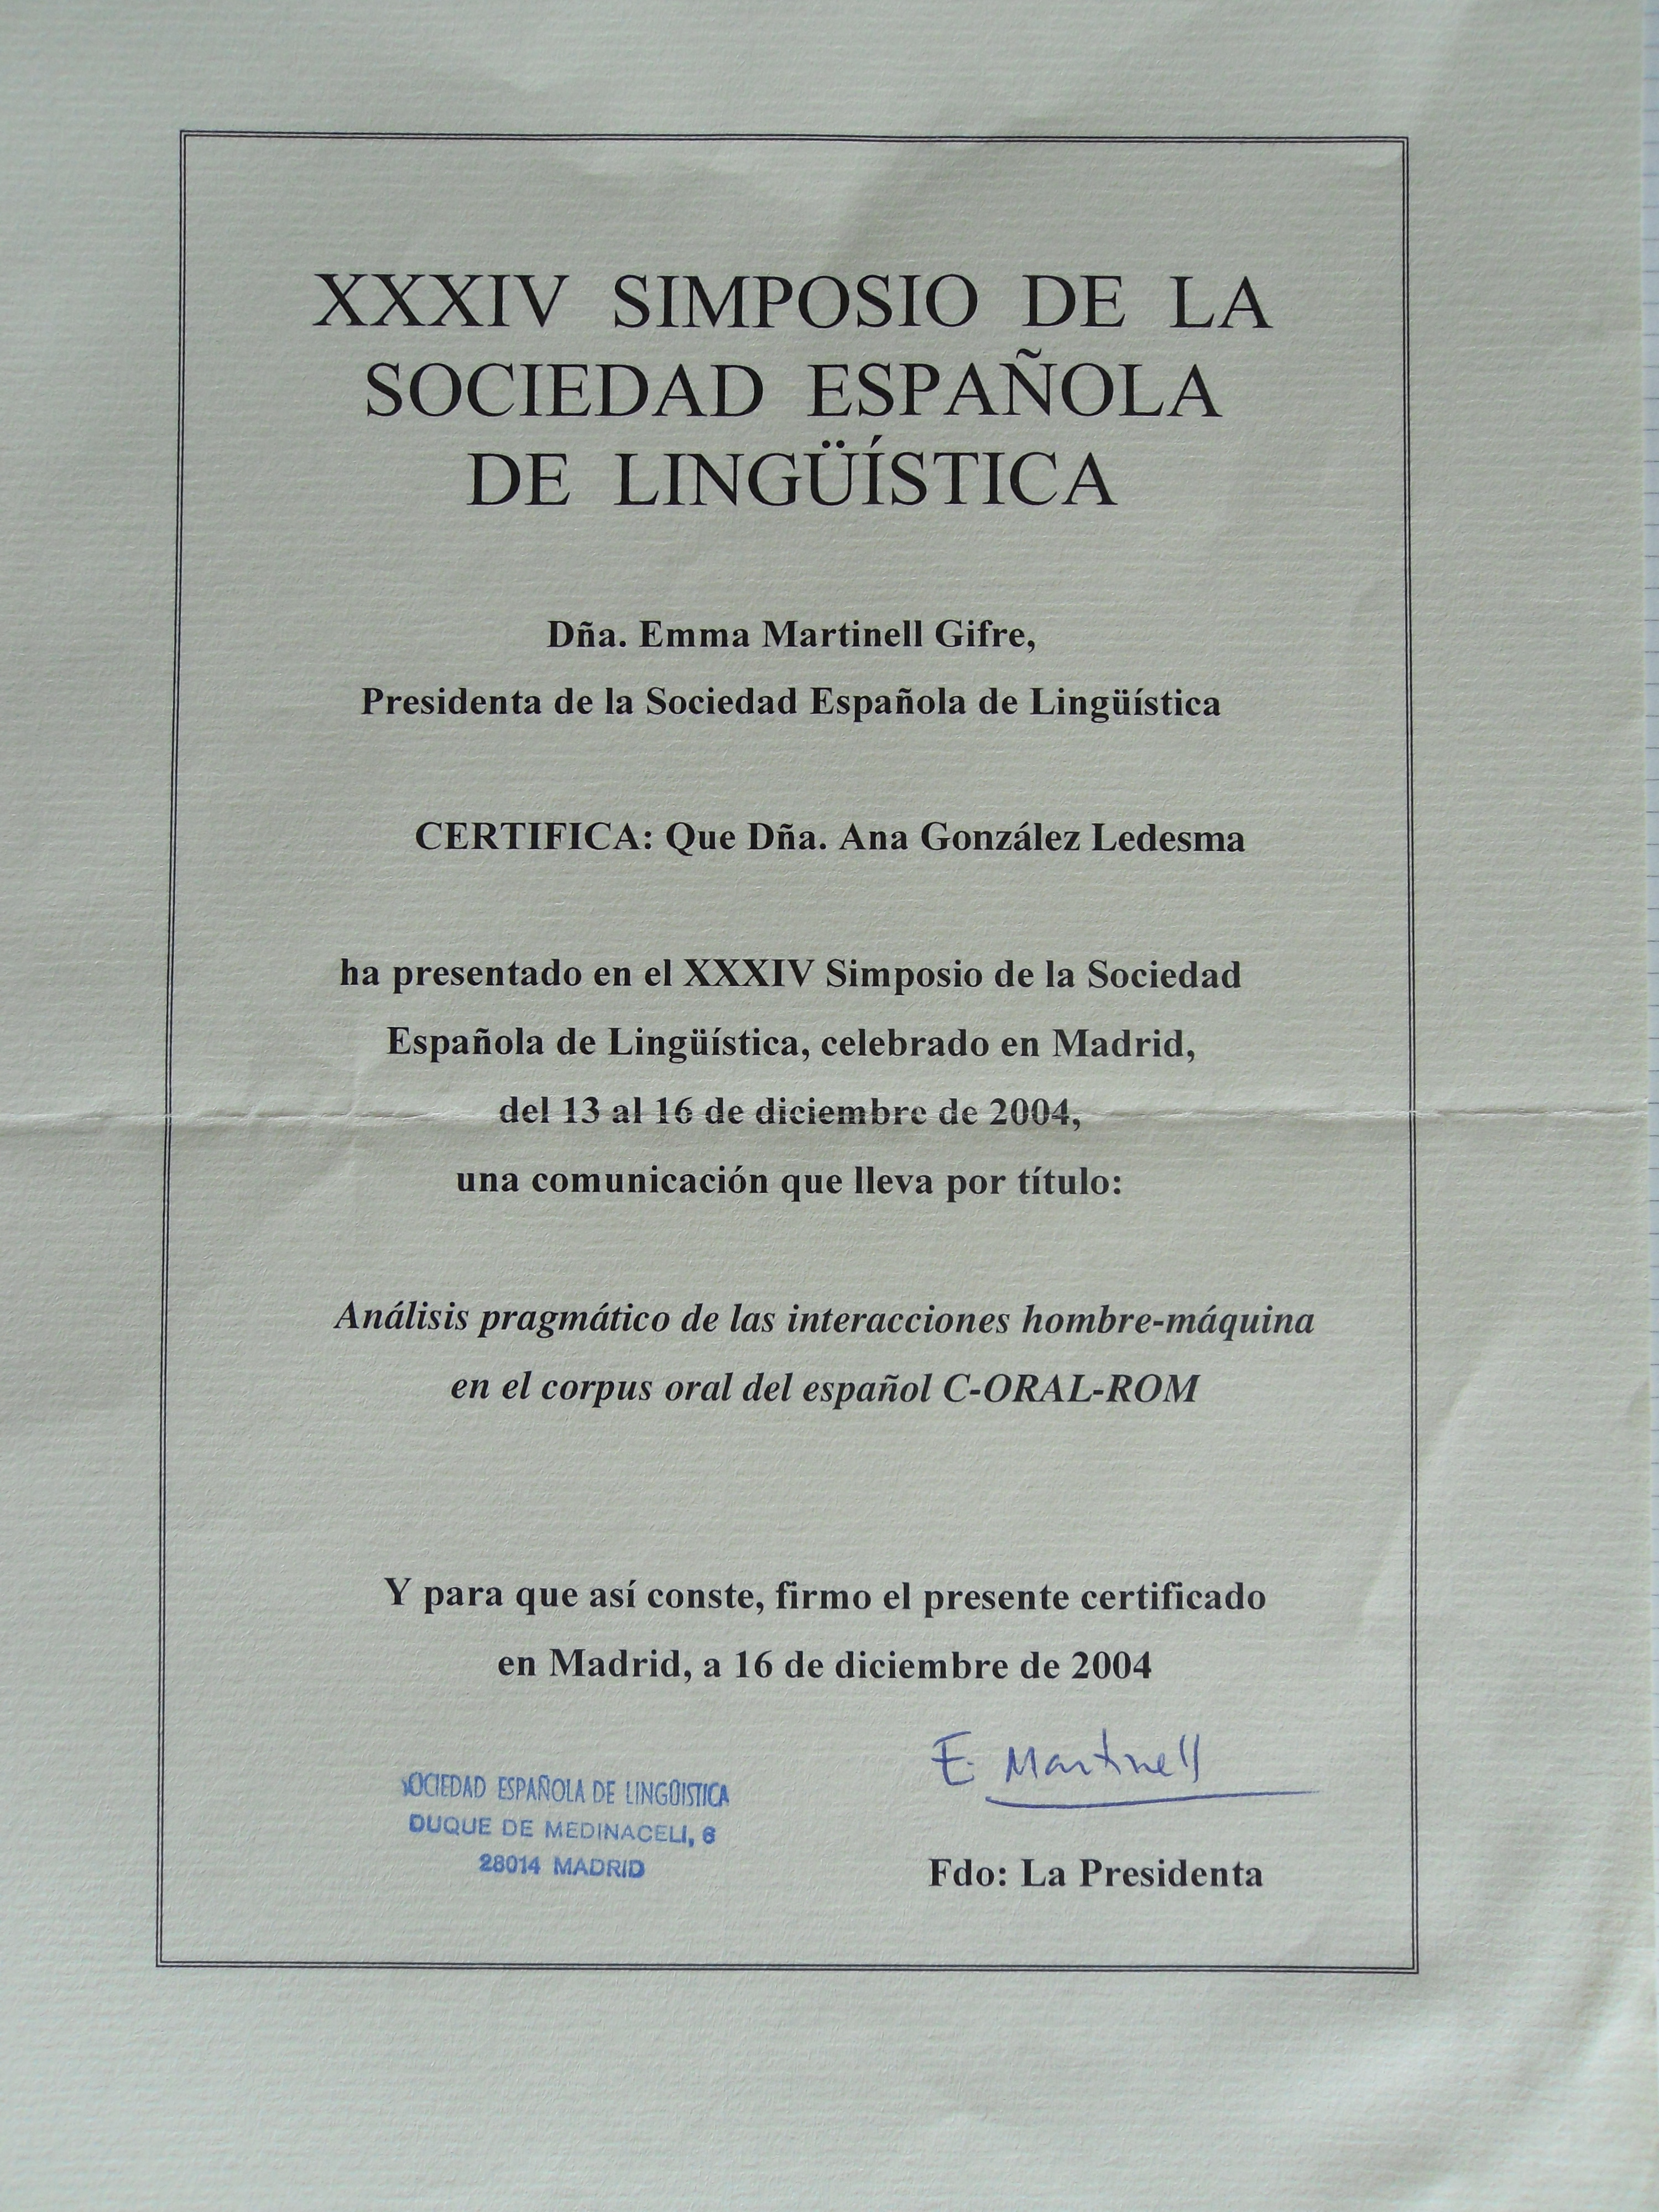 XXXIV SIMPOSIO DE LA
SOCIEDAD ESPAÑOLA
DE LINGÜÍSTICA
Dña. Emma Martinell Gifre,
Presidenta de la Sociedad Española de Lingüística
CERTIFICA: Que Dña. Ana González Ledesma
ha presentado en el XXXIV Simposio de la Sociedad
Española de Lingüística, celebrado en Madrid,
del 13 al 16 de diciembre de 2004,
una comunicación que lleva por título:
Análisis pragmático de las interacciones hombre-máquina
en el corpus oral del español C-ORAL-ROM
Y para que así conste, firmo el presente certificado
en Madrid, a 16 de diciembre de 2004
E. Martinell
SOCIEDAD ESPAÑOLA DE LINGÜISTICA
DUQUE DE MEDINACELI, 6
28014 MADRID
Fdo: La Presidenta